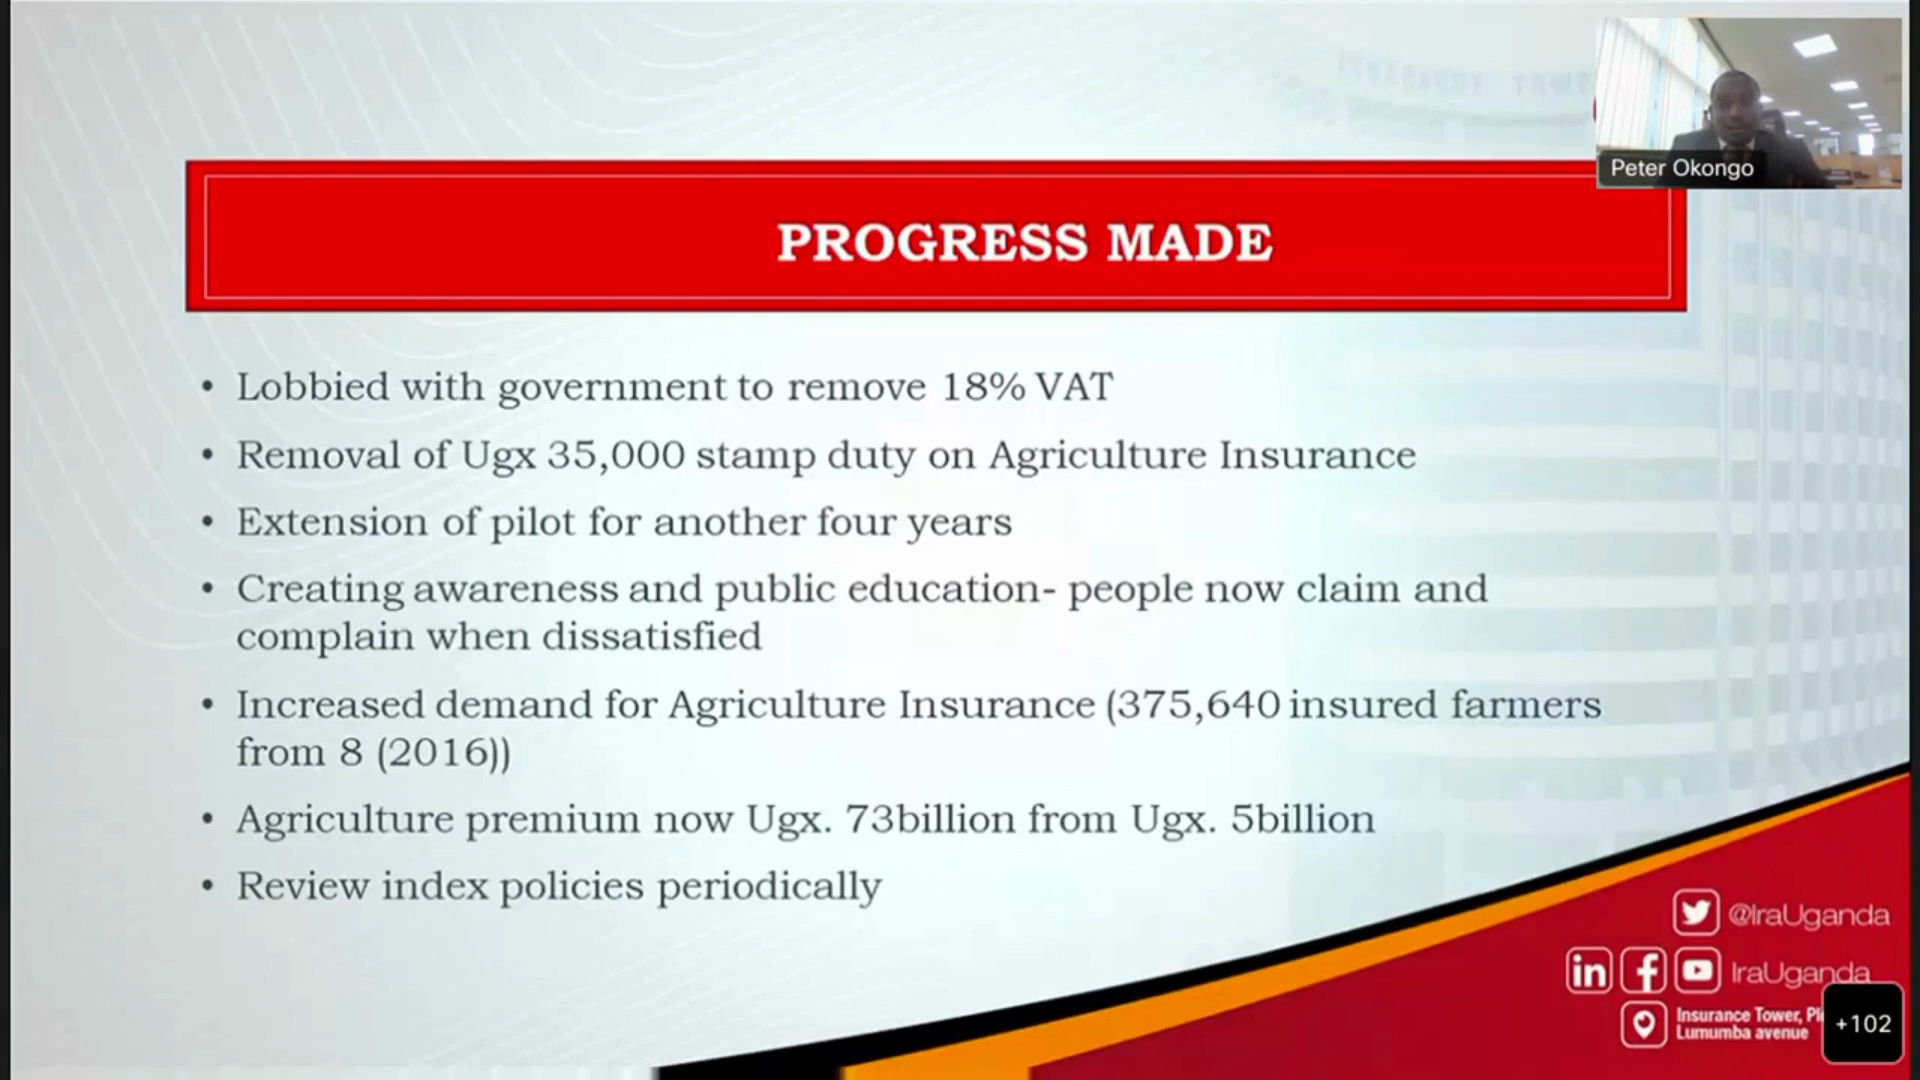 Peter Okongo
PROGRESS MADE
• Lobbied with government to remove 18% VAT
• Removal of Ugx 35,000 stamp duty on Agriculture Insurance
• Extension of pilot for another four years
• Creating awareness and public education- people now claim and
complain when dissatisfied
• Increased demand for Agriculture Insurance (375,640 insured farmers
from 8 (2016))
• Agriculture premium now Ugx. 73billion from Ugx. 5billion
• Review index policies periodically
@IraUganda
in f IraUganda
Insurance Tower,
Lumumba avenue
+102